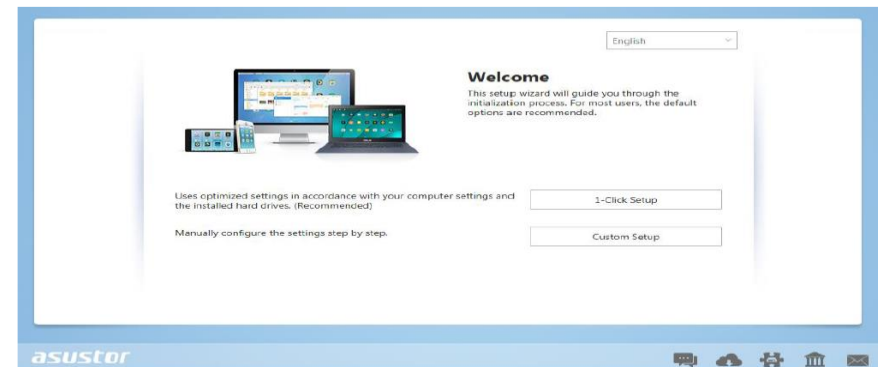 English
Welcome
This setup wizard will guide you through the
initialization process. For most users, the default
options are recommended.
Uses optimized settings in accordance with your computer settings and
the installed hard drives. (Recommended)
1-Click Setup
Manually configure the settings step by step.
Custom Setup
asustor